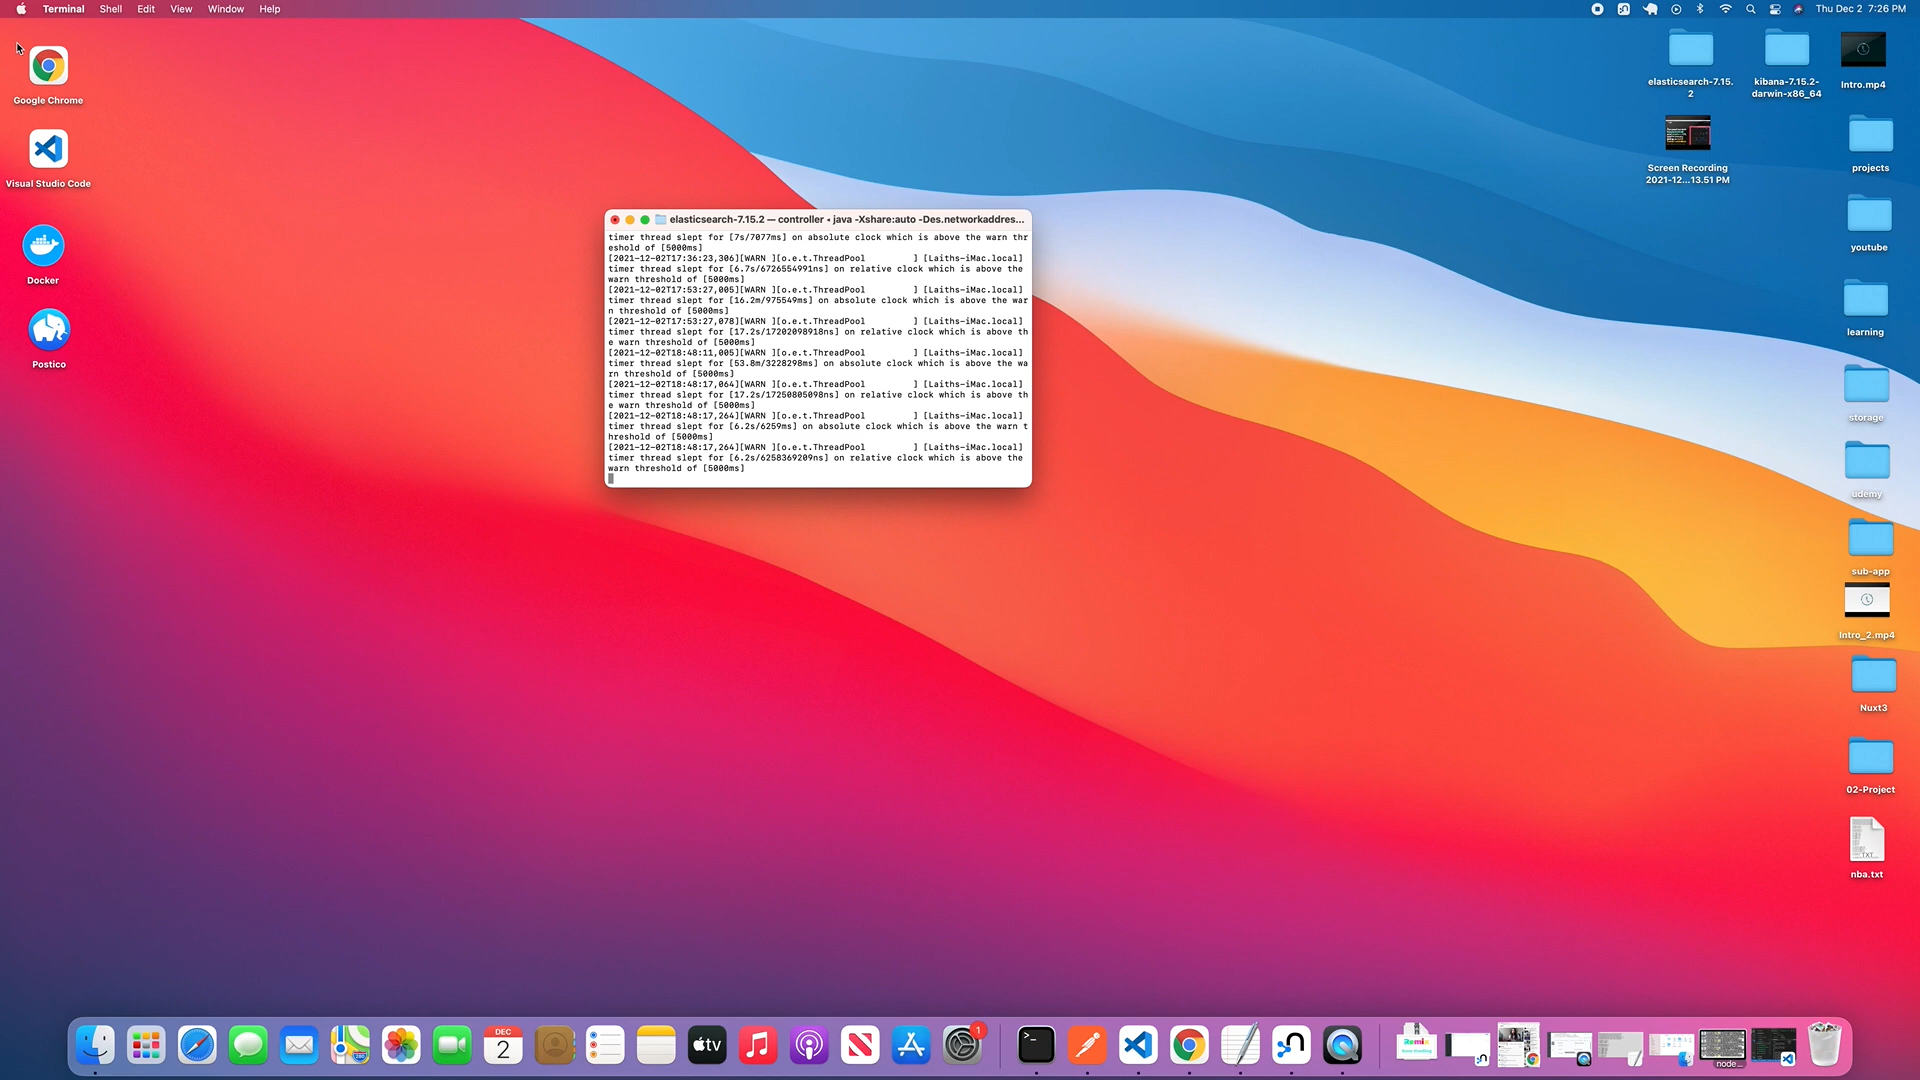 Terminal Shell Edit View Window Help
Thu Dec 2 7:26 PM
Google Chrome
Visual Studio Code
Docker
Postico
elasticsearch-7.15.2 — controller ◂ java -Xshare:auto -Des.networkaddres...
timer thread slept for [7s/7077ms] on absolute clock which is above the warn thr
eshold of [5000ms]
[2021-12-02T17:36:23,306][WARN ][o.e.t.ThreadPool ] [Laiths-iMac.local]
timer thread slept for [6.7s/6726554991ns] on relative clock which is above the
warn threshold of [5000ms]
[2021-12-02T17:53:27,005][WARN ][o.e.t.ThreadPool ] [Laiths-iMac.local]
timer thread slept for [16.2m/975549ms] on absolute clock which is above the war
n threshold of [5000ms]
[2021-12-02T17:53:27,078][WARN ][o.e.t.ThreadPool ] [Laiths-iMac.local]
timer thread slept for [17.2s/17202098918ns] on relative clock which is above th
e warn threshold of [5000ms]
[2021-12-02T18:48:11,005][WARN ][o.e.t.ThreadPool ] [Laiths-iMac.local]
timer thread slept for [53.8m/3228298ms] on absolute clock which is above the wa
rn threshold of [5000ms]
[2021-12-02T18:48:17,064][WARN ][o.e.t.ThreadPool ] [Laiths-iMac.local]
timer thread slept for [17.2s/17250805098ns] on relative clock which is above th
e warn threshold of [5000ms]
[2021-12-02T18:48:17,264][WARN ][o.e.t.ThreadPool ] [Laiths-iMac.local]
timer thread slept for [6.2s/6259ms] on absolute clock which is above the warn t
hreshold of [5000ms]
[2021-12-02T18:48:17,264][WARN ][o.e.t.ThreadPool ] [Laiths-iMac.local]
timer thread slept for [6.2s/6258369209ns] on relative clock which is above the
warn threshold of [5000ms]
elasticsearch-7.15.
2
kibana-7.15.2-
darwin-x86_64
Intro.mp4
Screen Recording
2021-12...13.51 PM
projects
youtube
learning
storage
udemy
sub-app
Intro_2.mp4
Nuxt3
02-Project
TXT
nba.txt
DEC
2
280
tv
1
>_
Remix
node